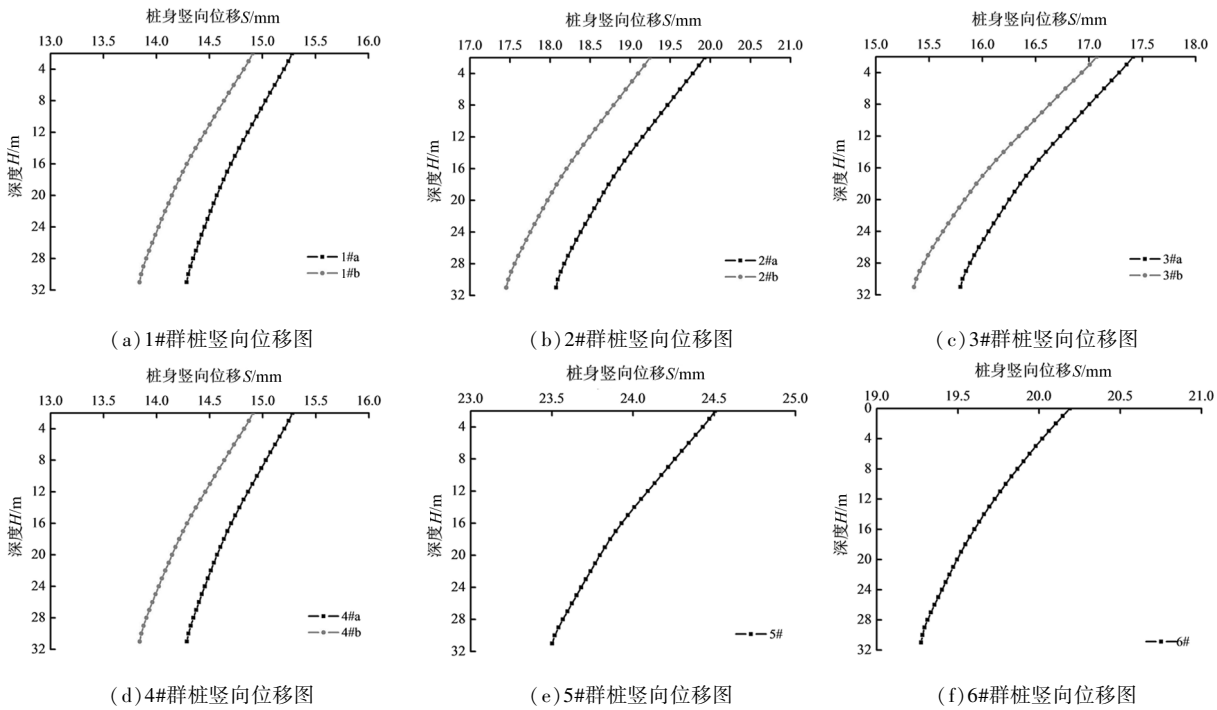 桩身竖向位移S/mm
13.0 13.5 14.0 14.5 15.0 15.5 16.0
深度H/m
4
8
12
16
20
24
28
32
1#a
1#b
(a)1#群桩竖向位移图
桩身竖向位移S/mm
17.0 17.5 18.0 18.5 19.0 19.5 20.0 20.5 21.0
深度H/m
4
8
12
16
20
24
28
32
2#a
2#b
(b)2#群桩竖向位移图
桩身竖向位移S/mm
15.0 15.5 16.0 16.5 17.0 17.5 18.0
深度H/m
4
8
12
16
20
24
28
32
3#a
3#b
(c)3#群桩竖向位移图
桩身竖向位移S/mm
13.0 13.5 14.0 14.5 15.0 15.5 16.0
深度H/m
4
8
12
16
20
24
28
32
4#a
4#b
(d)4#群桩竖向位移图
桩身竖向位移S/mm
23.0 23.5 24.0 24.5 25.0
深度H/m
4
8
12
16
20
24
28
32
5#
(e)5#群桩竖向位移图
桩身竖向位移S/mm
19.0 19.5 20.0 20.5 21.0
深度H/m
0
4
8
12
16
20
24
28
32
6#
(f)6#群桩竖向位移图